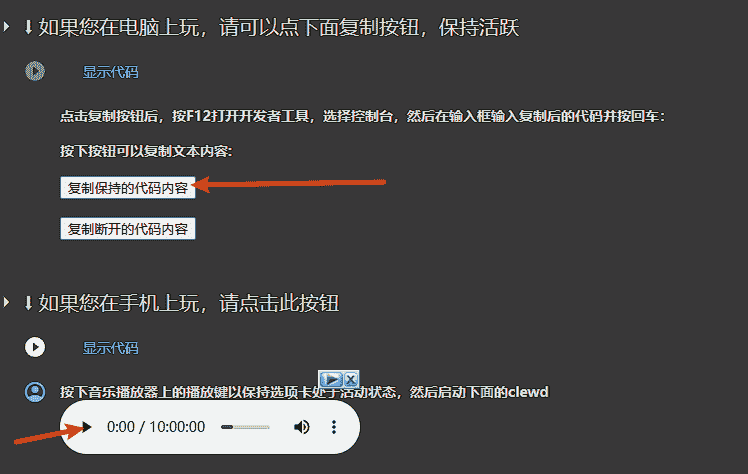 ⬇ 如果您在电脑上玩，请可以点下面复制按钮，保持活跃
显示代码
点击复制按钮后，按F12打开开发者工具，选择控制台，然后在输入框输入复制后的代码并按回车：
按下按钮可以复制文本内容:
复制保持的代码内容
复制断开的代码内容
⬇ 如果您在手机上玩，请点击此按钮
显示代码
按下音乐播放器上的播放键以保持选项卡处于活动状态，然后启动下面的clewd
0:00 / 10:00:00